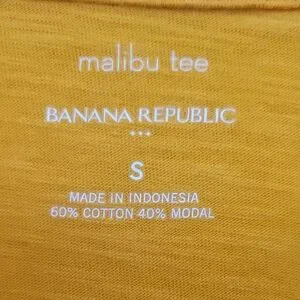 malibu tee
BANANA REPUBLIC
S
MADE IN INDONESIA
60% COTTON 40% MODAL